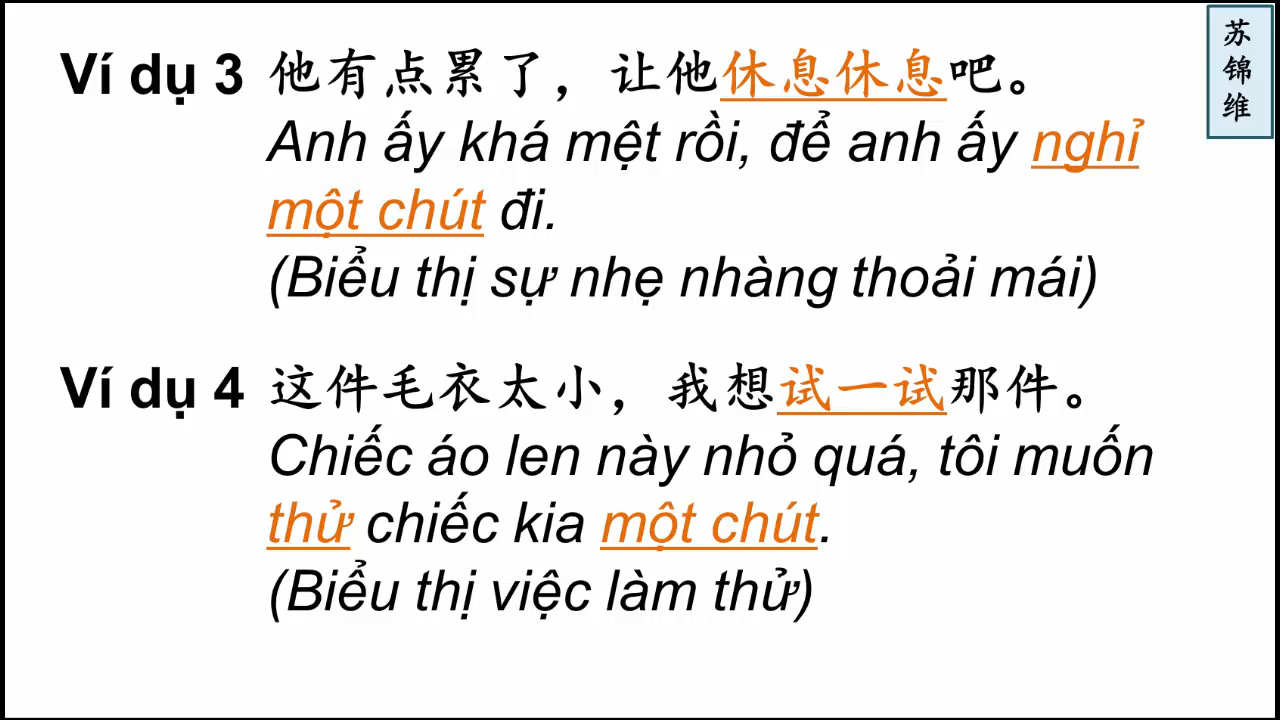 Ví dụ 3 他有点累了，让他休息休息吧。
Anh ấy khá mệt rồi, để anh ấy nghỉ
một chút đi.
(Biểu thị sự nhẹ nhàng thoải mái)
Ví dụ 4 这件毛衣太小，我想试一试那件。
Chiếc áo len này nhỏ quá, tôi muốn
thử chiếc kia một chút.
(Biểu thị việc làm thử)
苏
锦
维